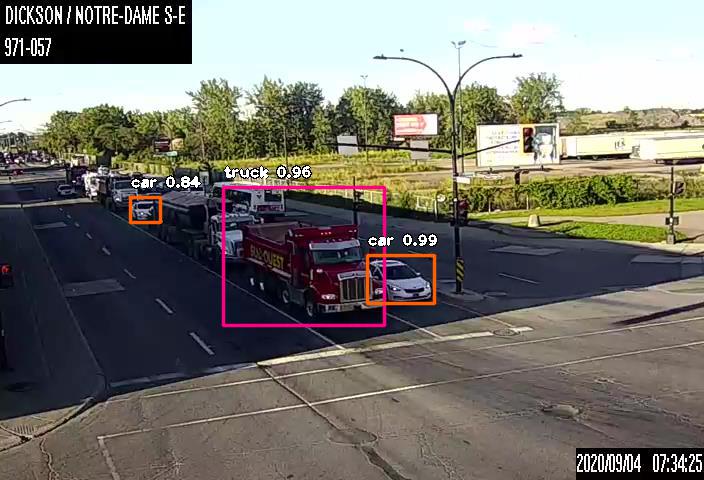 DICKSON / NOTRE-DAME S-E
971-057
car 0.84
truck 0.96
car 0.99
2020/09/04 07:34:25